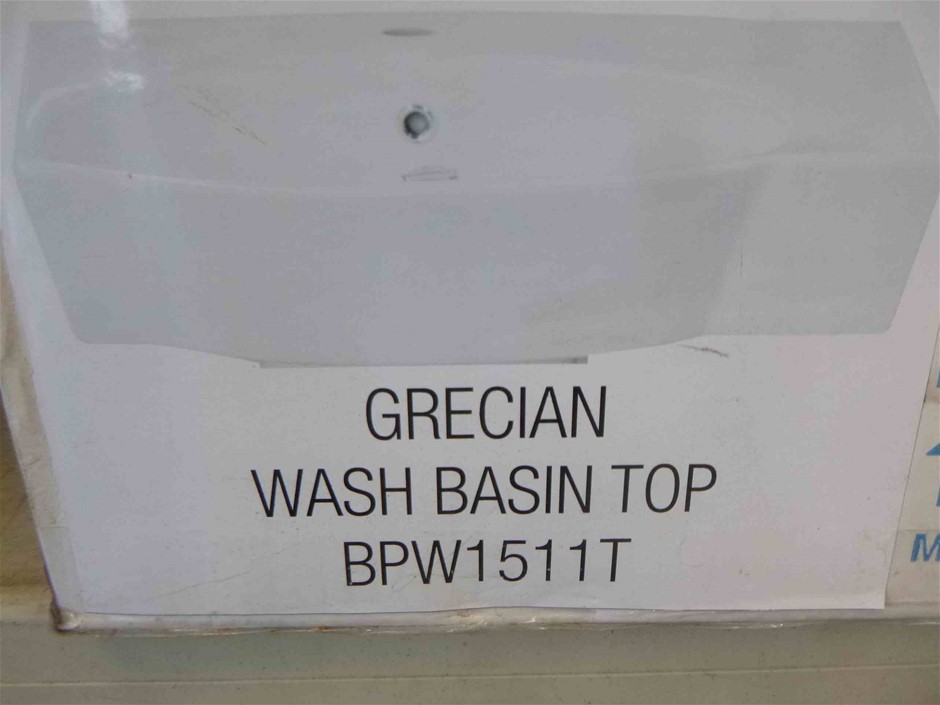 GRECIAN
WASH BASIN TOP
BPW1511T
M